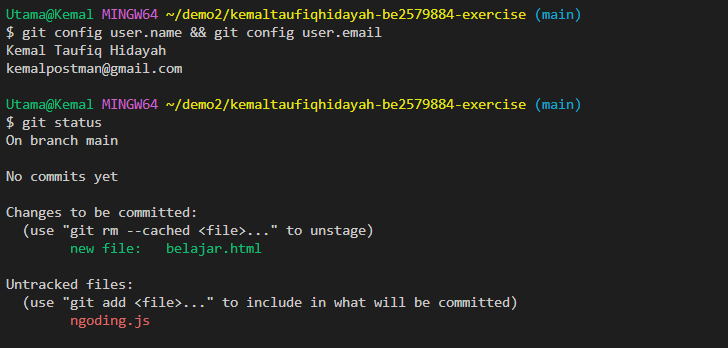 Utama@Kemal MINGW64 ~/demo2/kemaltaufiqhidayah-be2579884-exercise (main)
$ git config user.name && git config user.email
Kemal Taufiq Hidayah
kemalpostman@gmail.com
Utama@Kemal MINGW64 ~/demo2/kemaltaufiqhidayah-be2579884-exercise (main)
$ git status
On branch main
No commits yet
Changes to be committed:
  (use "git rm --cached <file>..." to unstage)
        new file:   belajar.html
Untracked files:
  (use "git add <file>..." to include in what will be committed)
        ngoding.js